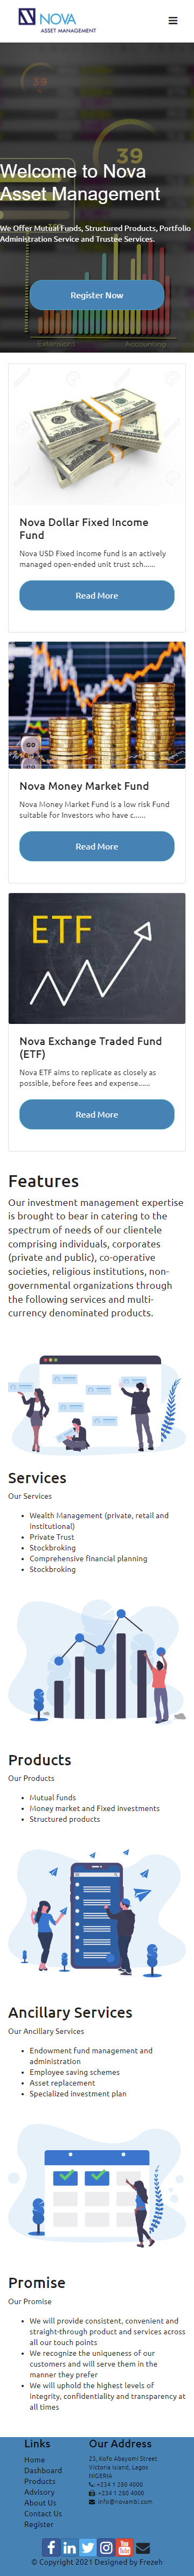 NOVA
ASSET MANAGEMENT
Welcome to Nova
Asset Management
We Offer Mutual Funds, Structured Products, Portfolio
Administration Service and Trustee Services.
Register Now
Extensions
Accounting
39
39
Nova Dollar Fixed Income
Fund
Nova USD Fixed income fund is an actively
managed open-ended unit trust sch......
Read More
GO
GO
Nova Money Market Fund
Nova Money Market Fund is a low risk Fund
suitable for Investors who have c......
Read More
ETF
Nova Exchange Traded Fund
(ETF)
Nova ETF aims to replicate as closely as
possible, before fees and expense......
Read More
Features
Our investment management expertise
is brought to bear in catering to the
spectrum of needs of our clientele
comprising individuals, corporates
(private and public), co-operative
societies, religious institutions, non-
governmental organizations through
the following services and multi-
currency denominated products.
Services
Our Services
Wealth Management (private, retail and
institutional)
Private Trust
Stockbroking
Comprehensive financial planning
Stockbroking
Products
Our Products
Mutual funds
Money market and Fixed investments
Structured products
Ancillary Services
Our Ancillary Services
Endowment fund management and
administration
Employee saving schemes
Asset replacement
Specialized investment plan
Promise
Our Promise
We will provide consistent, convenient and
straight-through product and services across
all our touch points
We recognize the uniqueness of our
customers and will serve them in the
manner they prefer
We will uphold the highest levels of
integrity, confidentiality and transparency at
all times
Links
Home
Dashboard
Products
Advisory
About Us
Contact Us
Register
Our Address
23, Kofo Abayomi Street
Victoria Island, Lagos
NIGERIA
: +234 1 280 4000
: +234 1 280 4000
: info@novambl.com
© Copyright 2021 Designed by Frezeh